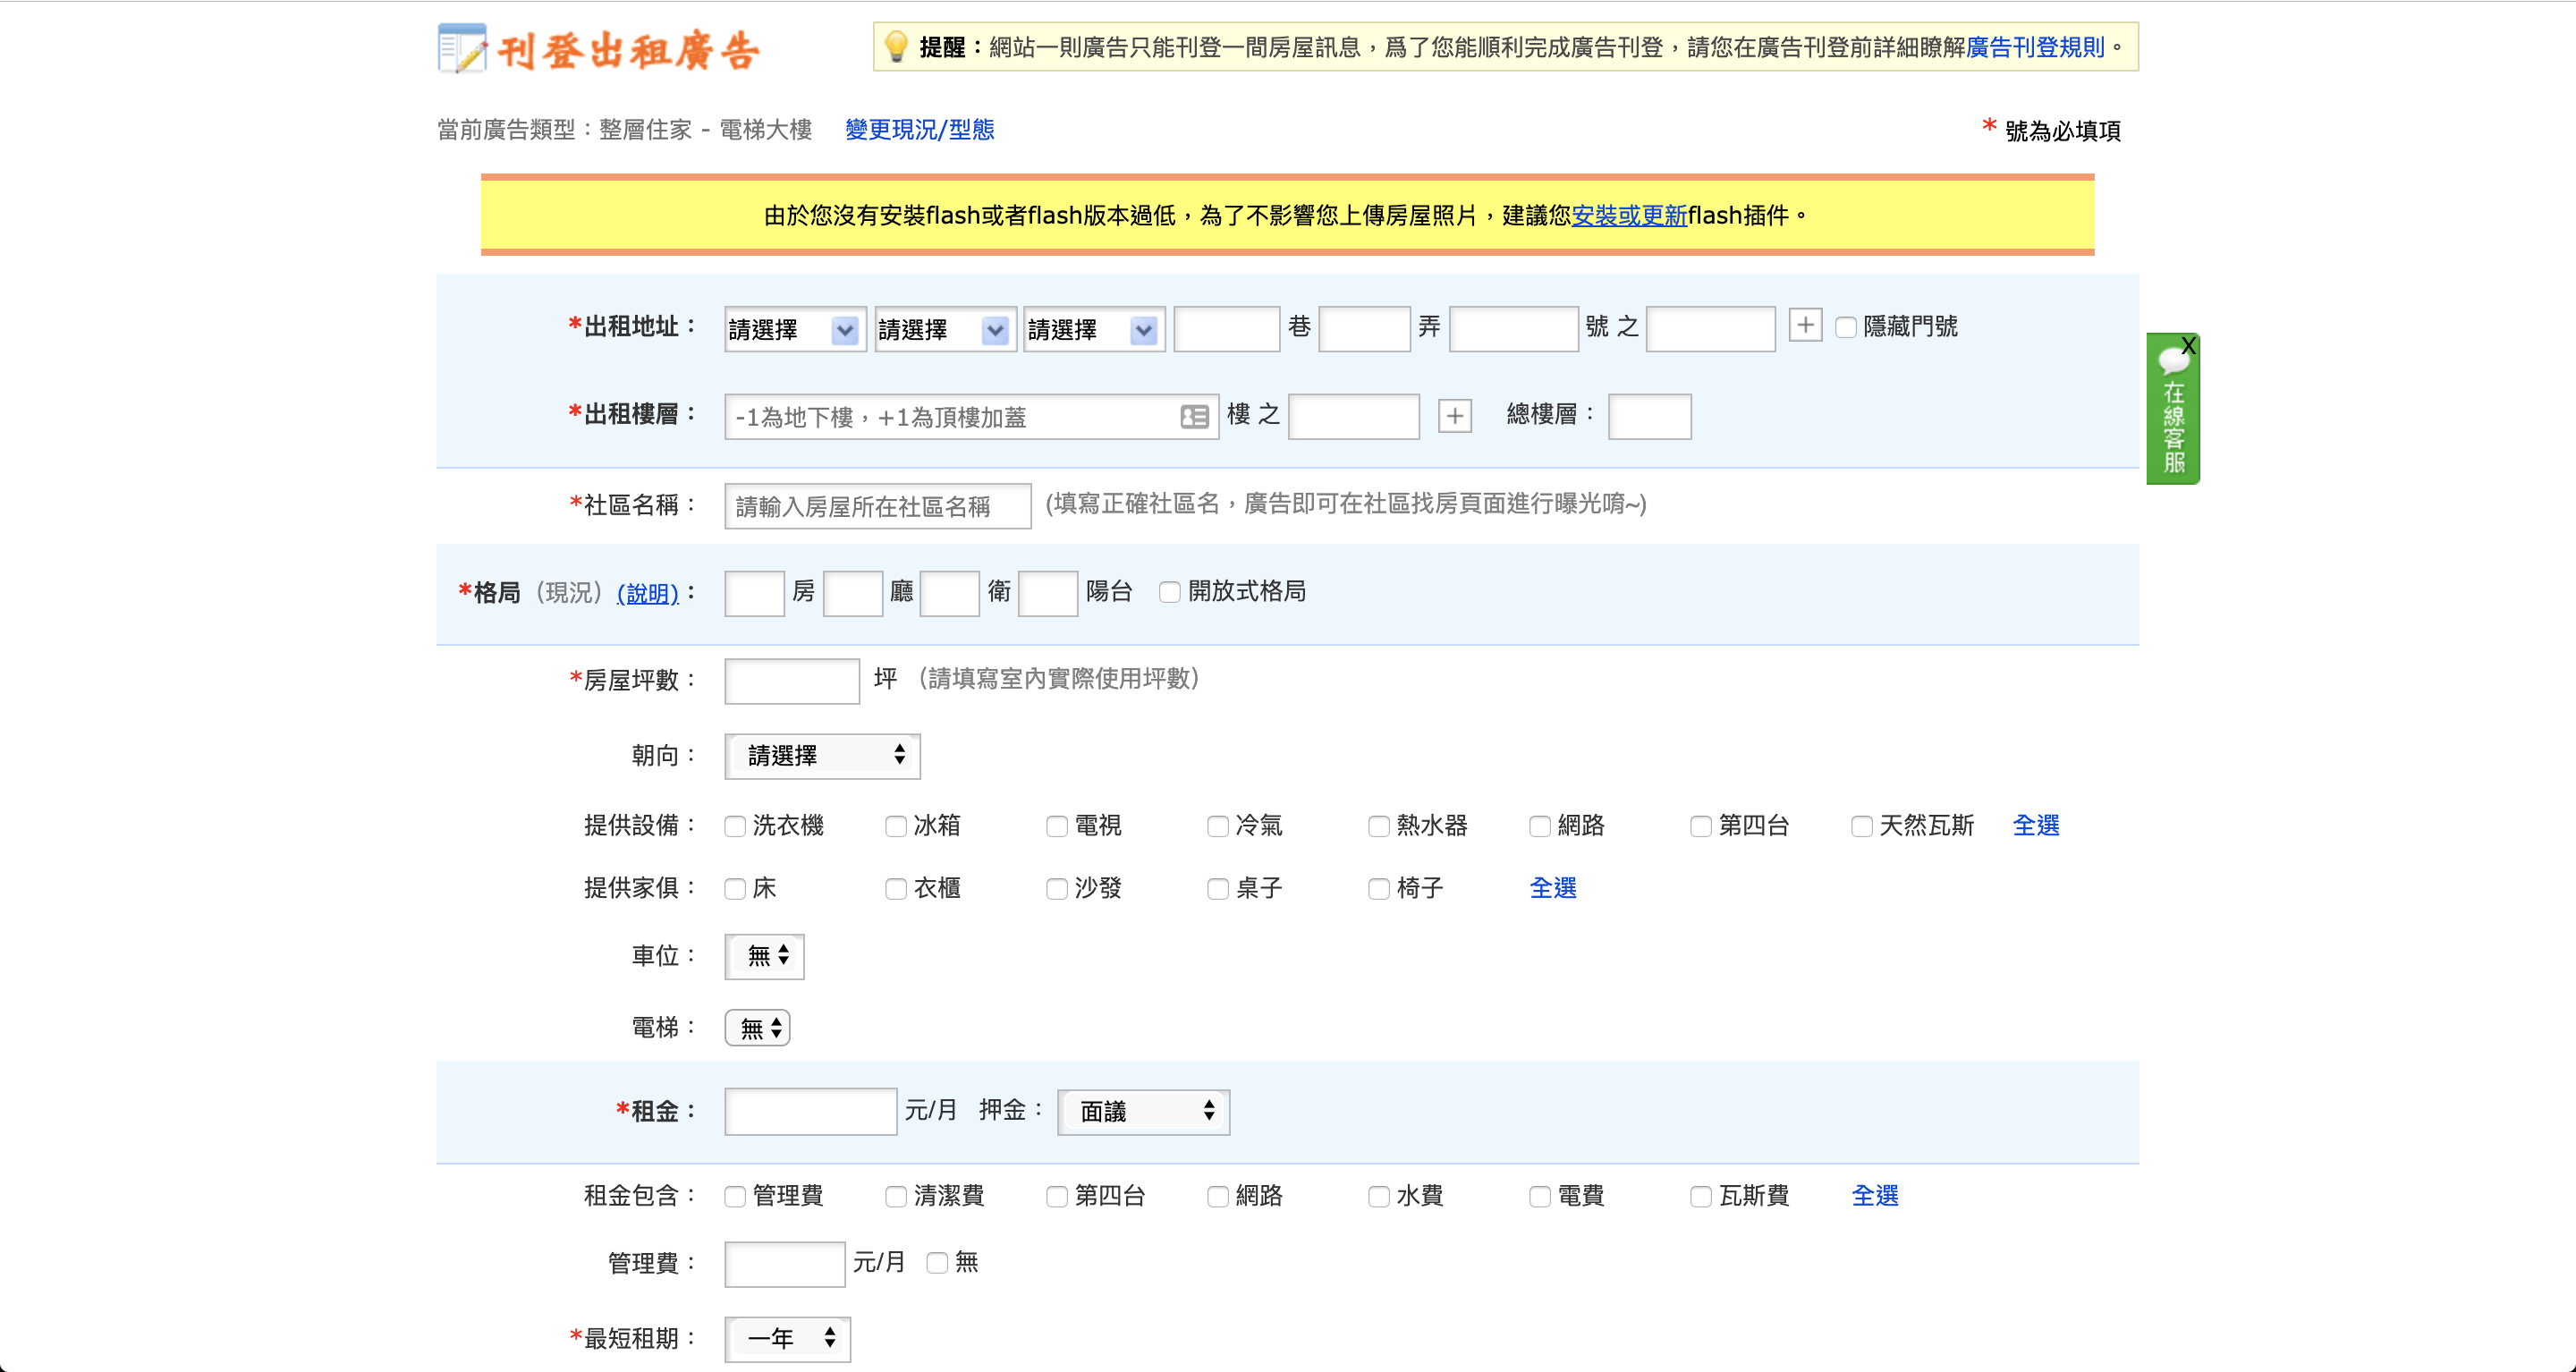 刊登出租廣告
提醒：網站一則廣告只能刊登一間房屋訊息，爲了您能順利完成廣告刊登，請您在廣告刊登前詳細瞭解廣告刊登規則。
當前廣告類型：整層住家 - 電梯大樓 變更現況/型態 * 號為必填項
由於您沒有安裝flash或者flash版本過低，為了不影響您上傳房屋照片，建議您安裝或更新flash插件。
*出租地址： 請選擇 請選擇 請選擇 巷 弄 號 之 + 隱藏門號
*出租樓層： -1為地下樓，+1為頂樓加蓋 樓 之 + 總樓層：
*社區名稱： 請輸入房屋所在社區名稱 (填寫正確社區名，廣告即可在社區找房頁面進行曝光唷~)
*格局（現況）(說明)： 房 廳 衛 陽台 開放式格局
*房屋坪數： 坪 （請填寫室內實際使用坪數）
朝向： 請選擇
提供設備： 洗衣機 冰箱 電視 冷氣 熱水器 網路 第四台 天然瓦斯 全選
提供家俱： 床 衣櫃 沙發 桌子 椅子 全選
車位： 無
電梯： 無
*租金： 元/月 押金： 面議
租金包含： 管理費 清潔費 第四台 網路 水費 電費 瓦斯費 全選
管理費： 元/月 無
*最短租期： 一年
X
在線客服